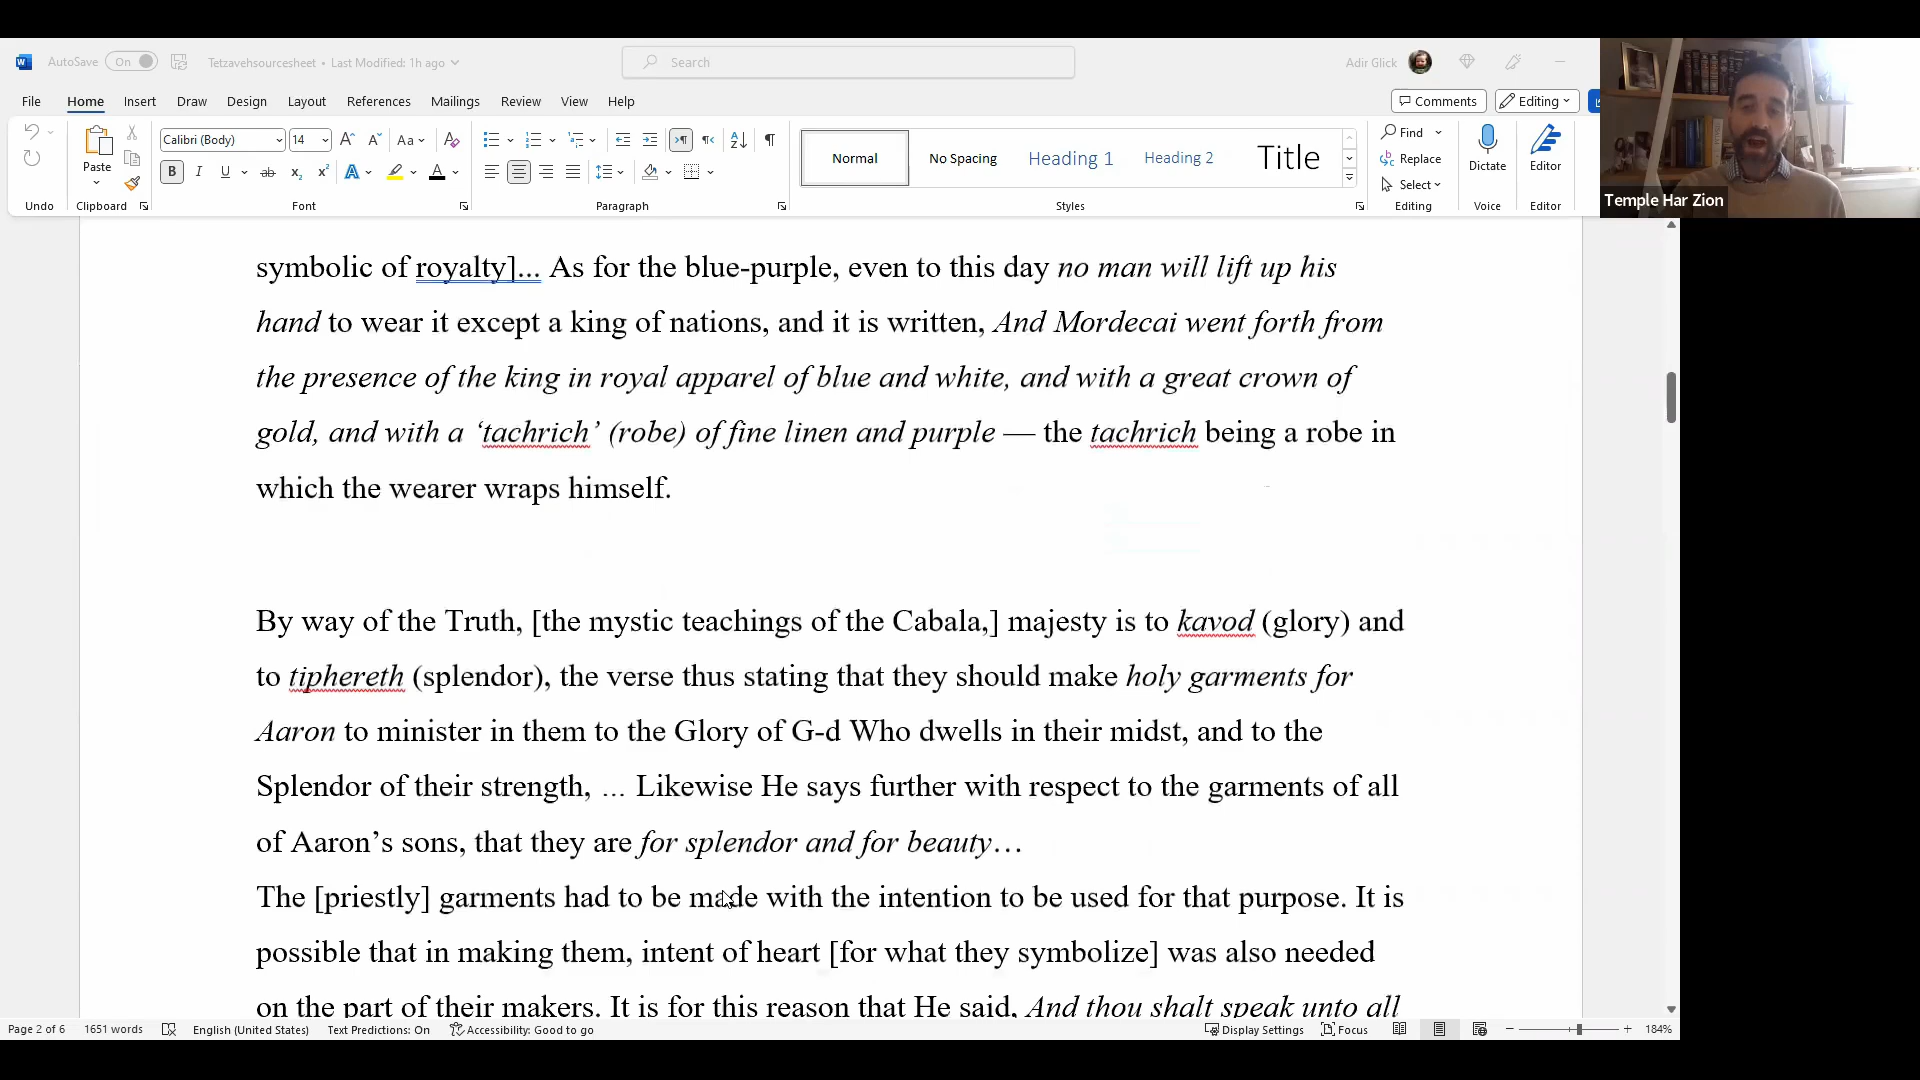 AutoSave On Tetzavehsourcesheet • Last Modified: 1h ago Search Adir Glick
File Home Insert Draw Design Layout References Mailings Review View Help Comments Editing
Calibri (Body) 14 Aa
Paste
B I U ab x₂ x² A A
Normal No Spacing Heading 1 Heading 2 Title
Find
Replace
Select
Dictate Editor
Undo Clipboard Font Paragraph Styles Editing Voice Editor
Temple Har Zion
symbolic of royalty]... As for the blue-purple, even to this day no man will lift up his
hand to wear it except a king of nations, and it is written, And Mordecai went forth from
the presence of the king in royal apparel of blue and white, and with a great crown of
gold, and with a ‘tachrich’ (robe) of fine linen and purple — the tachrich being a robe in
which the wearer wraps himself.
By way of the Truth, [the mystic teachings of the Cabala,] majesty is to kavod (glory) and
to tiphereth (splendor), the verse thus stating that they should make holy garments for
Aaron to minister in them to the Glory of G-d Who dwells in their midst, and to the
Splendor of their strength, … Likewise He says further with respect to the garments of all
of Aaron’s sons, that they are for splendor and for beauty…
The [priestly] garments had to be made with the intention to be used for that purpose. It is
possible that in making them, intent of heart [for what they symbolize] was also needed
on the part of their makers. It is for this reason that He said, And thou shalt speak unto all
Page 2 of 6 1651 words English (United States) Text Predictions: On Accessibility: Good to go Display Settings Focus 184%